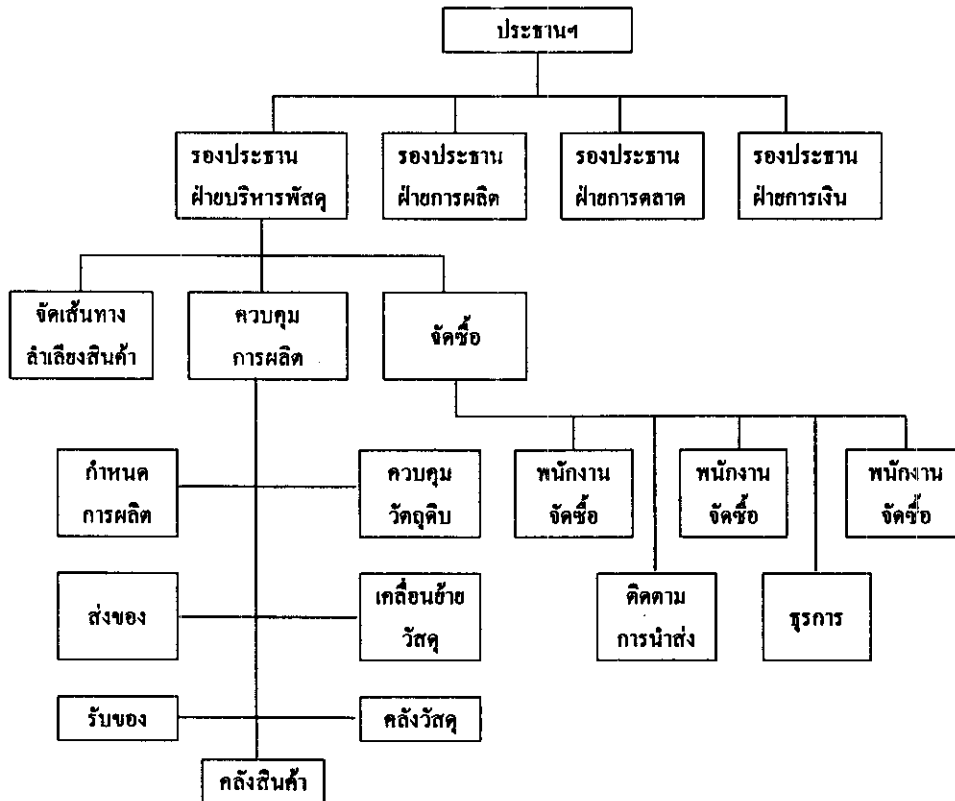 ประธานฯ
รองประธาน
ฝ่ายบริหารพัสดุ
รองประธาน
ฝ่ายการผลิต
รองประธาน
ฝ่ายการตลาด
รองประธาน
ฝ่ายการเงิน
จัดเส้นทาง
ลำเลียงสินค้า
ควบคุม
การผลิต
จัดซื้อ
กำหนด
การผลิต
ควบคุม
วัตถุดิบ
พนักงาน
จัดซื้อ
พนักงาน
จัดซื้อ
พนักงาน
จัดซื้อ
ส่งของ
เคลื่อนย้าย
วัสดุ
ติดตาม
การนำส่ง
ธุรการ
รับของ
คลังวัสดุ
คลังสินค้า